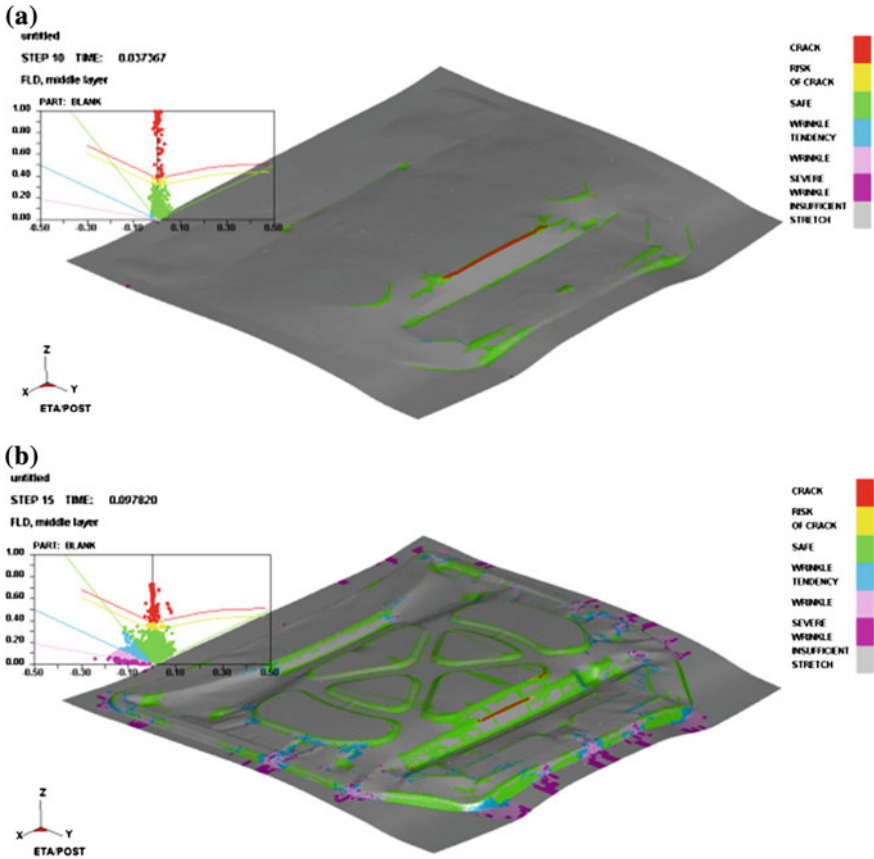 (a)
untitled
STEP 10 TIME: 0.037367
FLD, middle layer
PART: BLANK
1.00
0.80
0.60
0.40
0.20
0.00
-0.50 -0.30 -0.10 0.10 0.30 0.50
CRACK
RISK
OF CRACK
SAFE
WRINKLE
TENDENCY
WRINKLE
SEVERE
WRINKLE
INSUFFICIENT
STRETCH
Z
X Y
ETA/POST
(b)
untitled
STEP 15 TIME: 0.097820
FLD, middle layer
PART: BLANK
1.00
0.80
0.60
0.40
0.20
0.00
-0.50 -0.30 -0.10 0.10 0.30 0.50
CRACK
RISK
OF CRACK
SAFE
WRINKLE
TENDENCY
WRINKLE
SEVERE
WRINKLE
INSUFFICIENT
STRETCH
Z
X Y
ETA/POST